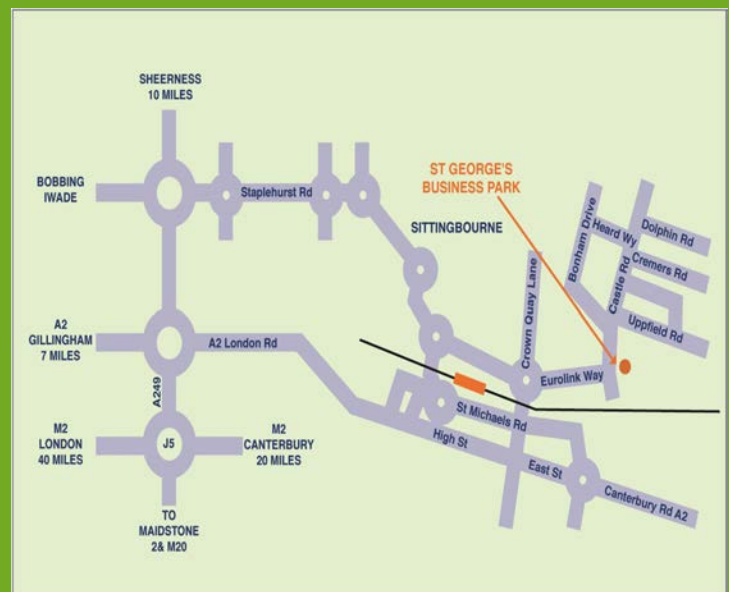 SHEERNESS
10 MILES
BOBBING
IWADE
Staplehurst Rd
ST GEORGE'S
BUSINESS PARK
SITTINGBOURNE
Bonham Drive
Heard Wy
Dolphin Rd
Cremers Rd
Castle Rd
Uppfield Rd
Crown Quay Lane
Eurolink Way
A2
GILLINGHAM
7 MILES
A2 London Rd
A249
M2
LONDON
40 MILES
J5
M2
CANTERBURY
20 MILES
St Michaels Rd
High St
East St
Canterbury Rd A2
TO
MAIDSTONE
2& M20